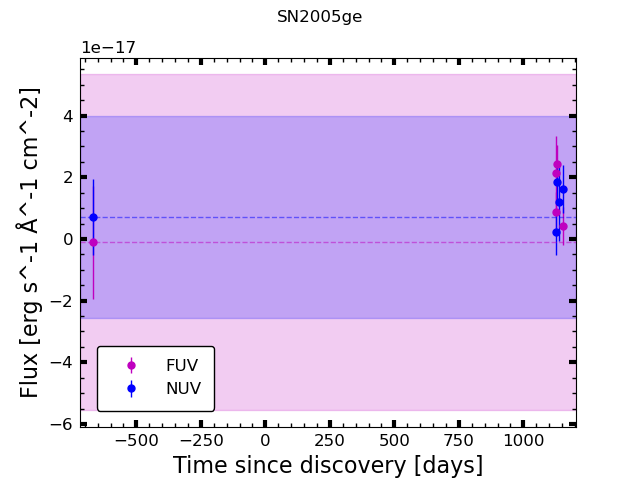 SN2005ge
1e−17
Flux [erg s^-1 Å^-1 cm^-2]
4
2
0
−2
−4
−6
FUV
NUV
−500 −250 0 250 500 750 1000
Time since discovery [days]